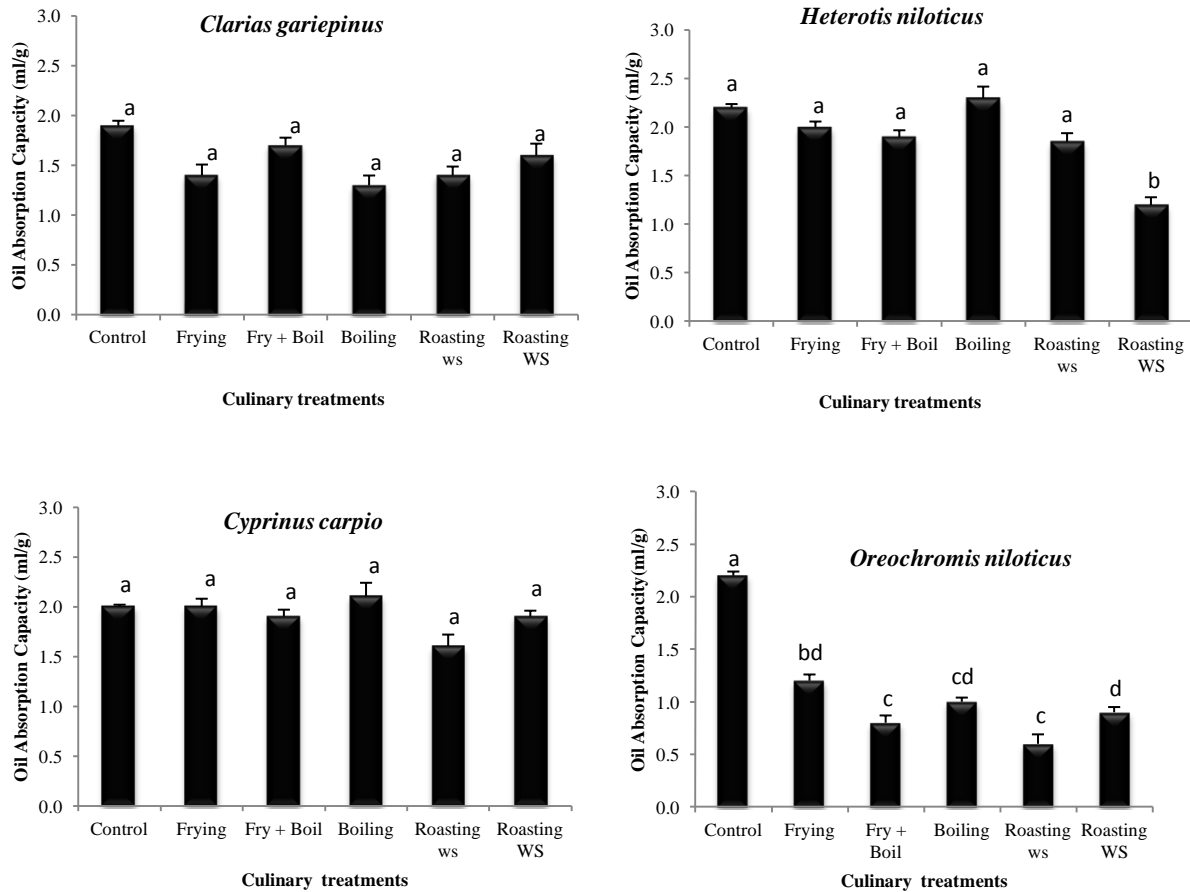 Clarias gariepinus
Oil Absorption Capacity (ml/g)
3.0
2.5
2.0
1.5
1.0
0.5
0.0
a
a
a
a
a
a
Control
Frying
Fry + Boil
Boiling
Roasting
ws
Roasting
WS
Culinary treatments
Heterotis niloticus
Oil Absorption Capacity (ml/g)
3.0
2.5
2.0
1.5
1.0
0.5
0.0
a
a
a
a
a
b
Control
Frying
Fry + Boil
Boiling
Roasting
ws
Roasting
WS
Culinary treatments
Cyprinus carpio
Oil Absorption Capacity (ml/g)
3.0
2.5
2.0
1.5
1.0
0.5
0.0
a
a
a
a
a
a
Control
Frying
Fry + Boil
Boiling
Roasting
ws
Roasting
WS
Culinary treatments
Oreochromis niloticus
Oil Absorption Capacity(ml/g)
3.0
2.5
2.0
1.5
1.0
0.5
0.0
a
bd
c
cd
c
d
Control
Frying
Fry +
Boil
Boiling
Roasting
ws
Roasting
WS
Culinary treatments